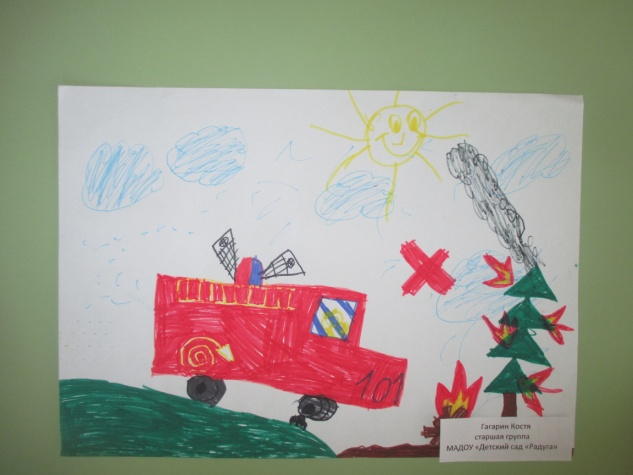 101
Гагарин Костя
старшая группа
МАДОУ «Детский сад «Радуга»